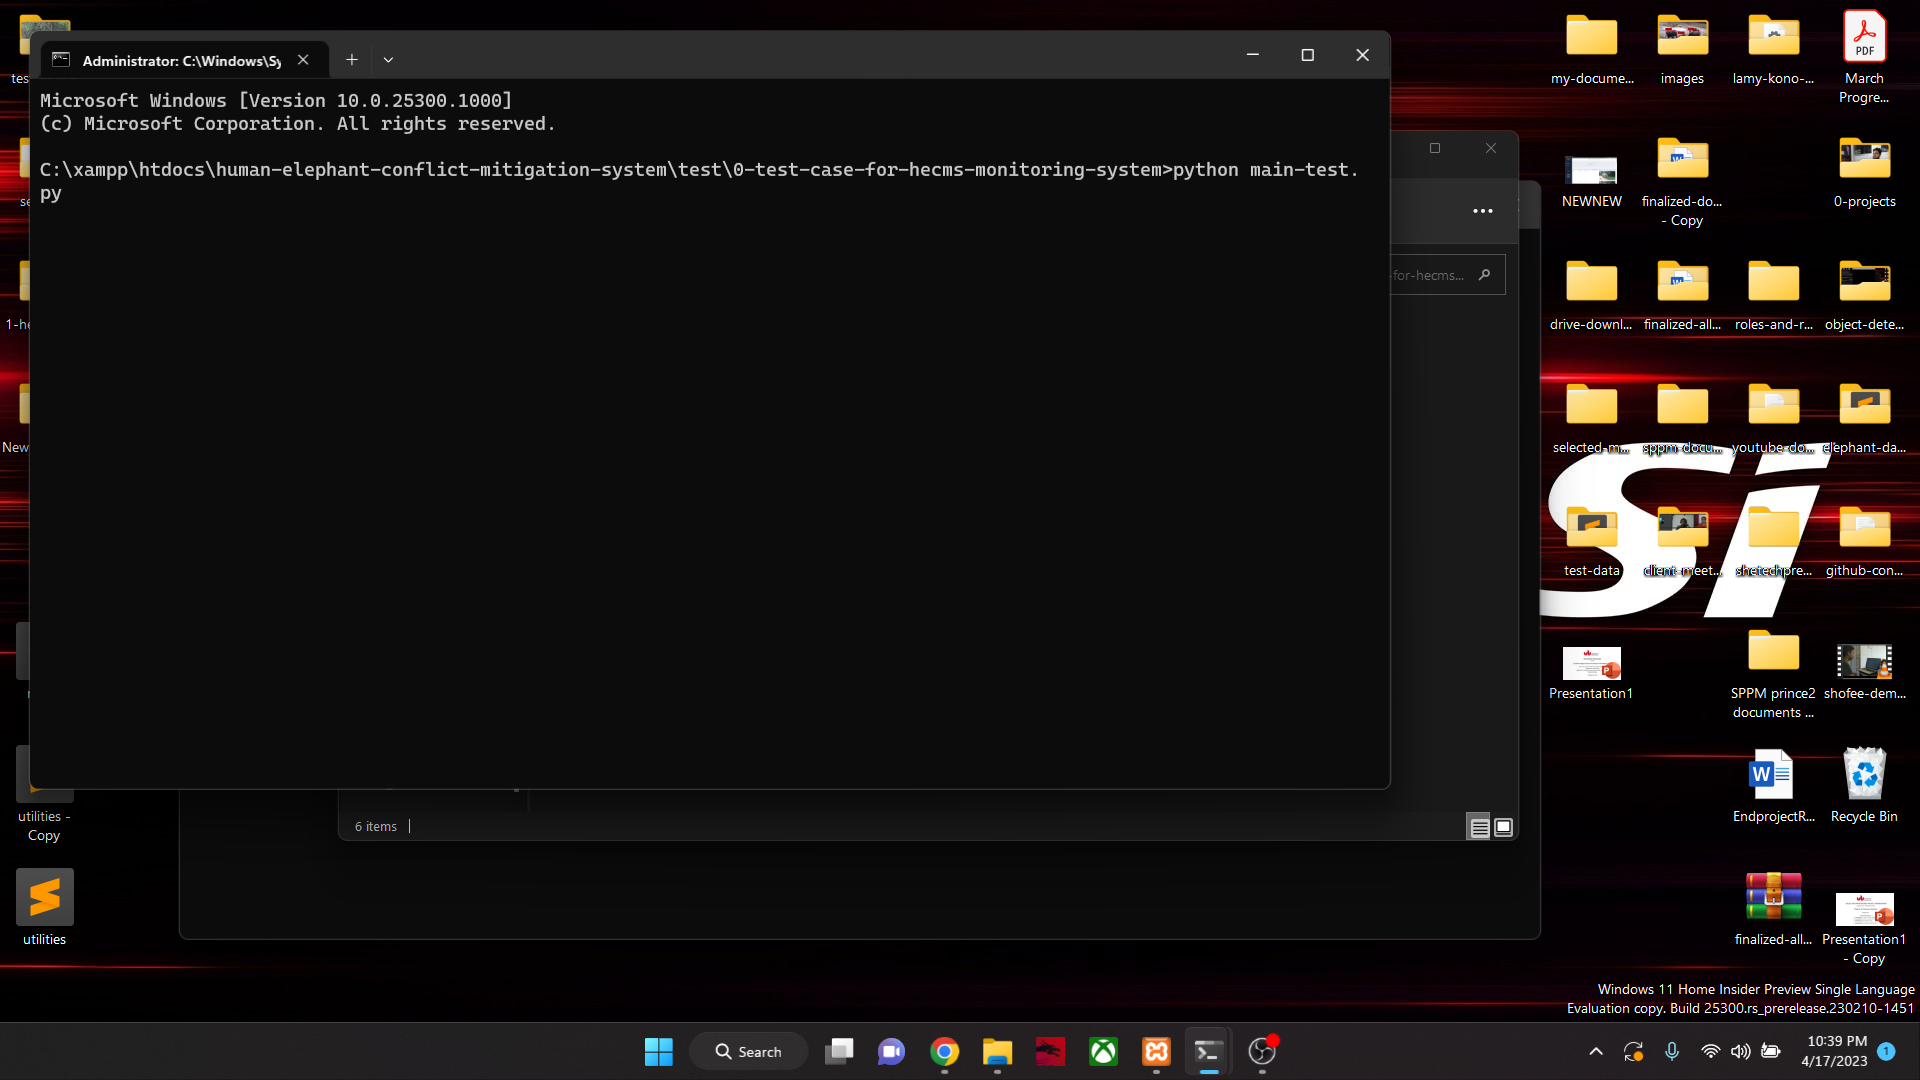 Administrator: C:\Windows\Sy
Microsoft Windows [Version 10.0.25300.1000]
(c) Microsoft Corporation. All rights reserved.
C:\xampp\htdocs\human-elephant-conflict-mitigation-system\test\0-test-case-for-hecms-monitoring-system>python main-test.
py
-for-hecms...
6 items
utilities -
Copy
utilities
my-docume...
images
lamy-kono-...
March
Progre...
PDF
NEWNEW
finalized-do...
- Copy
0-projects
drive-downl...
finalized-all...
roles-and-r...
object-dete...
selected-m...
sppm-docu...
youtube-do...
elephant-da...
test-data
client-meet...
shetechpre...
github-con...
Si
Presentation1
SPPM prince2
documents ...
shofee-dem...
EndprojectR...
Recycle Bin
finalized-all...
Presentation1
- Copy
Windows 11 Home Insider Preview Single Language
Evaluation copy. Build 25300.rs_prerelease.230210-1451
Search
10:39 PM
4/17/2023
1